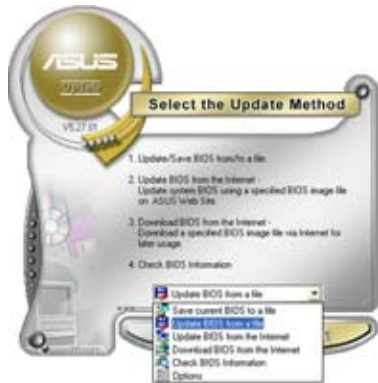 ASUS
Update
V6.27.01
Select the Update Method
1. Update/Save BIOS from/to a file.
2. Update BIOS from the Internet -
Update system BIOS using a specified BIOS image file
on ASUS Web Site.
3. Download BIOS from the Internet -
Download a specified BIOS image file via Internet for
later usage.
4. Check BIOS Information
Update BIOS from a file
Save current BIOS to a file
Update BIOS from a file
Update BIOS from the Internet
Download BIOS from the Internet
Check BIOS Information
Options